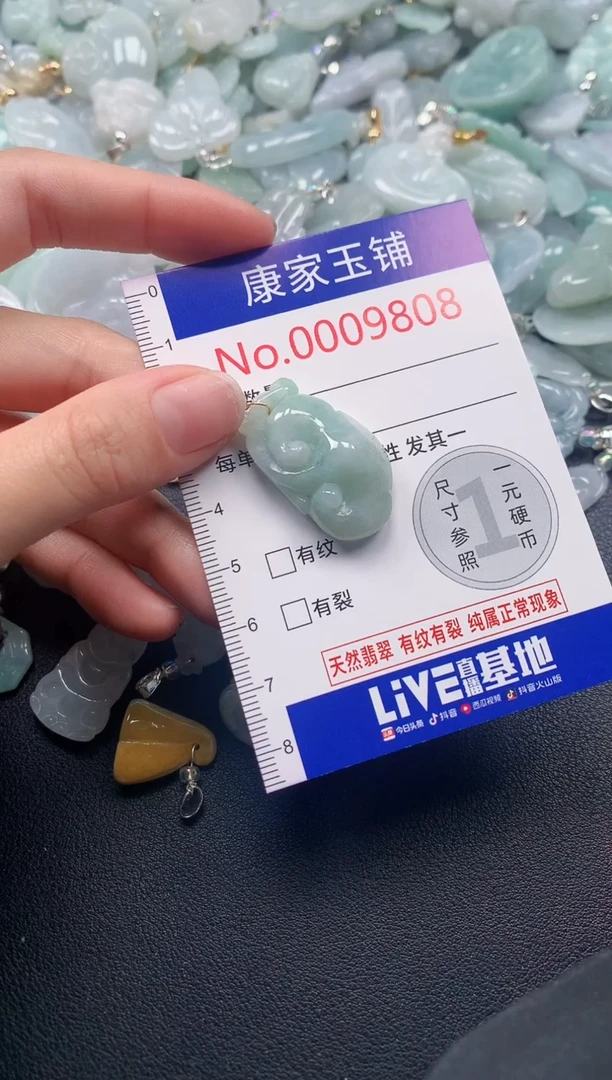 康家玉铺
No.0009808
数
每单 性 发其一
0
1
4
5
6
7
8
一元硬币
1
尺寸参照
有纹
有裂
天然翡翠 有纹有裂 纯属正常现象
LiVE直播基地
今日头条 抖音 西瓜视频 抖音火山版